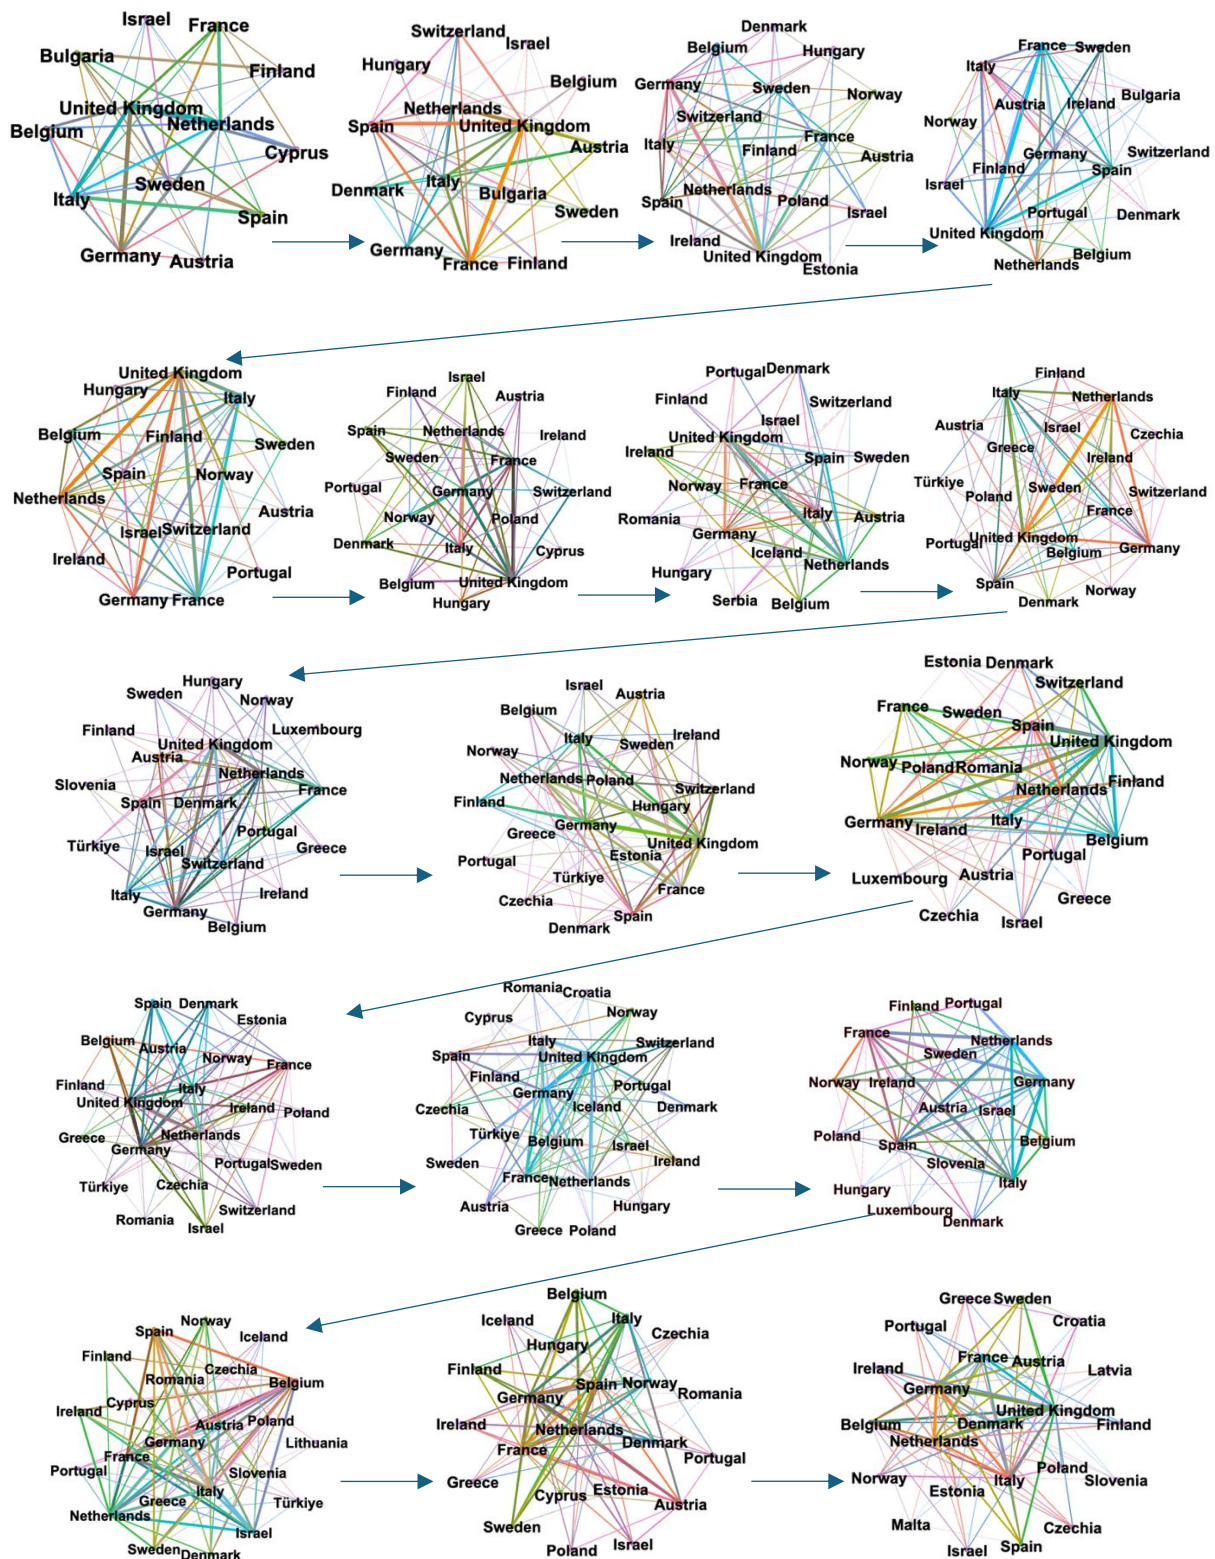 Israel
France
Bulgaria
Finland
United Kingdom
Netherlands
Belgium
Cyprus
Sweden
Italy
Spain
Germany
Austria
Switzerland
Israel
Hungary
Belgium
Netherlands
Spain
United Kingdom
Austria
Italy
Denmark
Bulgaria
Sweden
Germany
France
Finland
Denmark
Belgium
Hungary
Germany
Sweden
Norway
Switzerland
France
Italy
Finland
Austria
Netherlands
Spain
Poland
Israel
Ireland
United Kingdom
Estonia
France
Sweden
Italy
Bulgaria
Austria
Ireland
Norway
Germany
Switzerland
Finland
Spain
Israel
Portugal
Denmark
United Kingdom
Belgium
Netherlands
United Kingdom
Hungary
Italy
Belgium
Finland
Sweden
Spain
Norway
Netherlands
Austria
Israel
Switzerland
Ireland
Portugal
Germany
France
Israel
Finland
Austria
Spain
Netherlands
Ireland
Sweden
France
Portugal
Germany
Switzerland
Norway
Poland
Denmark
Italy
Cyprus
Belgium
United Kingdom
Hungary
Portugal
Denmark
Finland
Switzerland
Israel
United Kingdom
Ireland
Spain
Sweden
Norway
France
Romania
Italy
Austria
Germany
Iceland
Netherlands
Hungary
Serbia
Belgium
Finland
Italy
Netherlands
Austria
Israel
Czechia
Greece
Ireland
Türkiye
Sweden
Switzerland
Poland
France
Portugal
United Kingdom
Belgium
Germany
Spain
Norway
Denmark
Hungary
Sweden
Norway
Finland
Luxembourg
United Kingdom
Austria
Netherlands
Slovenia
France
Spain
Denmark
Portugal
Türkiye
Israel
Greece
Switzerland
Italy
Ireland
Germany
Belgium
Israel
Austria
Belgium
Italy
Ireland
Norway
Sweden
Netherlands
Poland
Switzerland
Finland
Hungary
Greece
Germany
United Kingdom
Portugal
Estonia
Türkiye
France
Czechia
Spain
Denmark
Estonia
Denmark
Switzerland
France
Sweden
Spain
United Kingdom
Norway
Poland
Romania
Finland
Netherlands
Germany
Ireland
Italy
Belgium
Portugal
Luxembourg
Austria
Greece
Czechia
Israel
Spain
Denmark
Estonia
Belgium
Austria
Norway
France
Finland
Italy
United Kingdom
Ireland
Poland
Greece
Netherlands
Germany
Portugal
Sweden
Türkiye
Czechia
Switzerland
Romania
Israel
Romania
Croatia
Cyprus
Norway
Italy
Switzerland
Spain
United Kingdom
Finland
Germany
Portugal
Czechia
Iceland
Denmark
Türkiye
Belgium
Israel
Sweden
Ireland
France
Netherlands
Austria
Hungary
Greece
Poland
Finland
Portugal
France
Netherlands
Sweden
Norway
Ireland
Germany
Austria
Israel
Poland
Spain
Belgium
Slovenia
Italy
Hungary
Luxembourg
Denmark
Norway
Spain
Iceland
Finland
Czechia
Romania
Belgium
Cyprus
Ireland
Austria
Poland
Germany
Lithuania
France
Portugal
Slovenia
Italy
Greece
Türkiye
Netherlands
Israel
Sweden
Denmark
Belgium
Iceland
Italy
Czechia
Hungary
Finland
Spain
Norway
Germany
Romania
Ireland
Netherlands
France
Denmark
Portugal
Greece
Estonia
Cyprus
Austria
Sweden
Poland
Israel
Greece
Sweden
Portugal
Croatia
Ireland
France
Austria
Latvia
Germany
United Kingdom
Belgium
Denmark
Finland
Netherlands
Norway
Italy
Poland
Slovenia
Estonia
Malta
Czechia
Israel
Spain